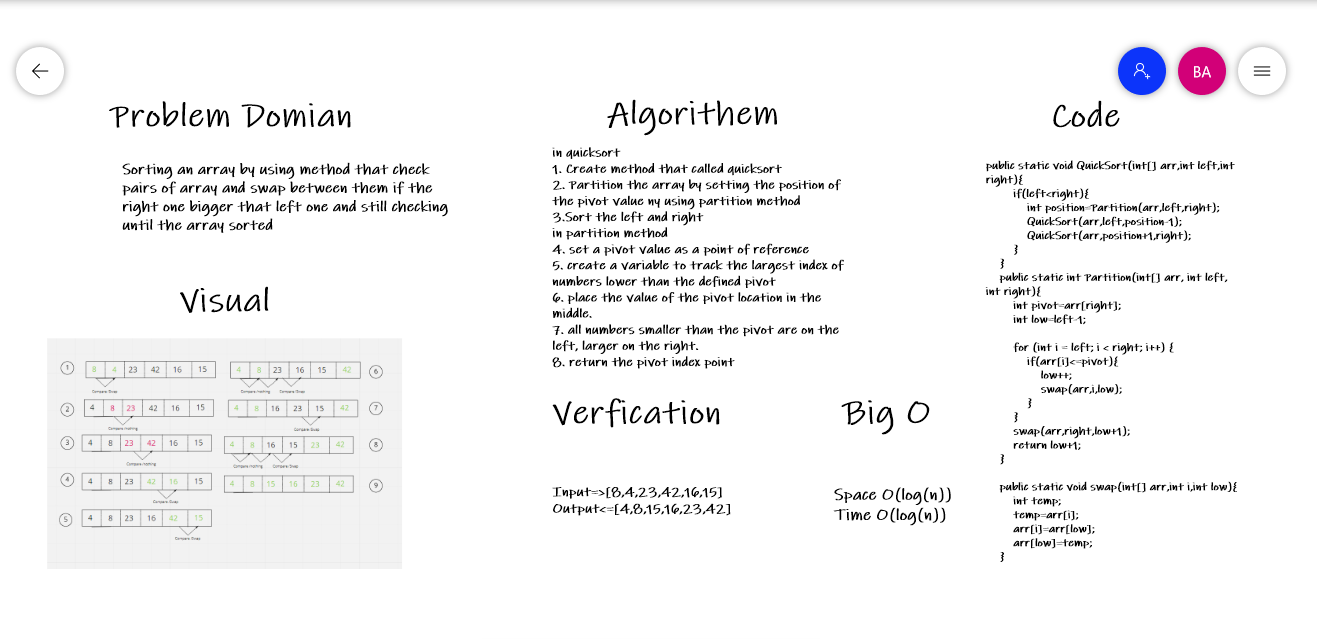 BA
Problem Domian
Sorting an array by using method that check
pairs of array and swap between them if the
right one bigger that left one and still checking
until the array sorted
Visual
1
8 4 23 42 16 15
Compare Swap
2
4 8 23 42 16 15
Compare nothing
3
4 8 23 42 16 15
Compare nothing
4
4 8 23 42 16 15
Compare Swap
5
4 8 23 16 42 15
Compare Swap
4 8 23 16 15 42
6
Compare nothing
Compare Swap
4 8 16 23 15 42
7
Compare Swap
4 8 16 15 23 42
8
Compare nothing
Compare Swap
4 8 15 16 23 42
9
Algorithem
in quicksort
1. Create method that called quicksort
2. Partition the array by setting the position of
the pivot value ny using partition method
3.Sort the left and right
in partition method
4. set a pivot value as a point of reference
5. create a variable to track the largest index of
numbers lower than the defined pivot
6. place the value of the pivot location in the
middle.
7. all numbers smaller than the pivot are on the
left, larger on the right.
8. return the pivot index point
Verfication
Input=>[8,4,23,42,16,15]
Output<=[4,8,15,16,23,42]
Big O
Space O(log(n))
Time O(log(n))
Code
public static void QuickSort(int[] arr,int left,int
right){
if(left<right){
int position=Partition(arr,left,right);
QuickSort(arr,left,position-1);
QuickSort(arr,position+1,right);
}
}
public static int Partition(int[] arr, int left,
int right){
int pivot=arr[right];
int low=left-1;
for (int i = left; i < right; i++) {
if(arr[i]<=pivot){
low++;
swap(arr,i,low);
}
}
swap(arr,right,low+1);
return low+1;
}
public static void swap(int[] arr,int i,int low){
int temp;
temp=arr[i];
arr[i]=arr[low];
arr[low]=temp;
}